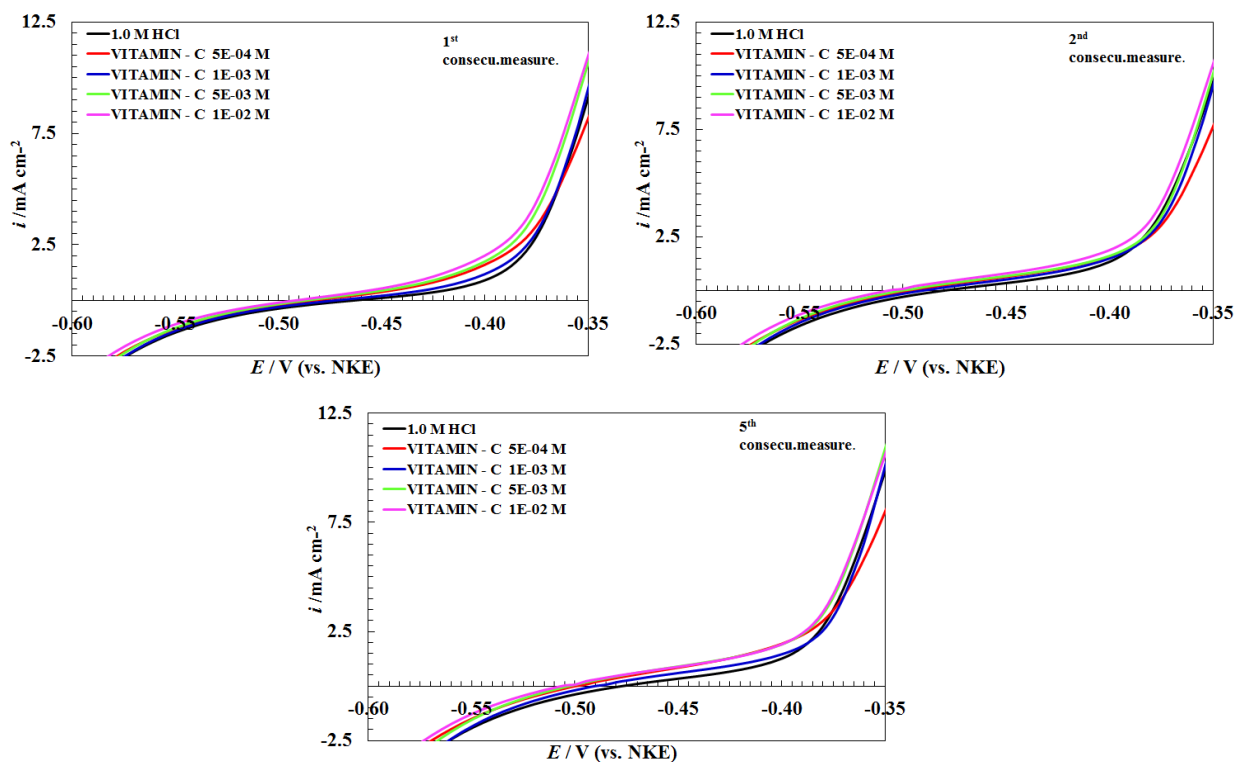 12.5
1.0 M HCl
VITAMIN - C 5E-04 M
VITAMIN - C 1E-03 M
VITAMIN - C 5E-03 M
VITAMIN - C 1E-02 M
1st
consecu.measure.
7.5
2.5
-2.5
i /mA cm-2
-0.60
-0.55
-0.50
-0.45
-0.40
-0.35
E / V (vs. NKE)
12.5
1.0 M HCl
VITAMIN - C 5E-04 M
VITAMIN - C 1E-03 M
VITAMIN - C 5E-03 M
VITAMIN - C 1E-02 M
2nd
consecu.measure.
7.5
2.5
-2.5
i /mA cm-2
-0.60
-0.55
-0.50
-0.45
-0.40
-0.35
E / V (vs. NKE)
12.5
1.0 M HCl
VITAMIN - C 5E-04 M
VITAMIN - C 1E-03 M
VITAMIN - C 5E-03 M
VITAMIN - C 1E-02 M
5th
consecu.measure.
7.5
2.5
-2.5
i /mA cm-2
-0.60
-0.55
-0.50
-0.45
-0.40
-0.35
E / V (vs. NKE)